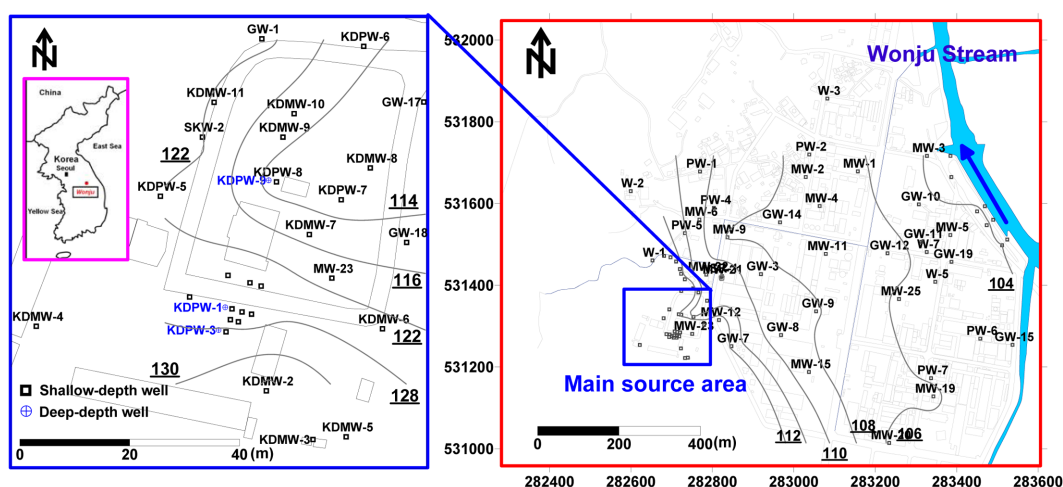 GW-1
KDPW-6
N
China
KDMW-11
KDMW-10
GW-17
SKW-2
KDMW-9
122
East Sea
Korea
Seoul
KDMW-8
KDPW-8
KDPW-9
Wonju
KDPW-5
KDPW-7
114
Yellow Sea
KDMW-7
GW-18
MW-23
116
KDPW-1
KDMW-4
KDMW-6
KDPW-3
122
130
KDMW-2
128
Shallow-depth well
Deep-depth well
KDMW-5
KDMW-3
0
20
40 (m)
532000
531800
531600
531400
531200
531000
N
Wonju Stream
W-3
PW-2
MW-3
PW-1
MW-2
MW-1
W-2
GW-10
PW-4
MW-4
MW-6
GW-14
PW-5
MW-9
GW-11
MW-5
W-1
MW-11
GW-12
W-7
GW-19
GW-3
W-5
104
MW-25
GW-9
MW-12
MW-23
GW-8
PW-6
GW-15
GW-7
Main source area
MW-15
PW-7
MW-19
108
106
112
110
0
200
400 (m)
282400
282600
282800
283000
283200
283400
283600